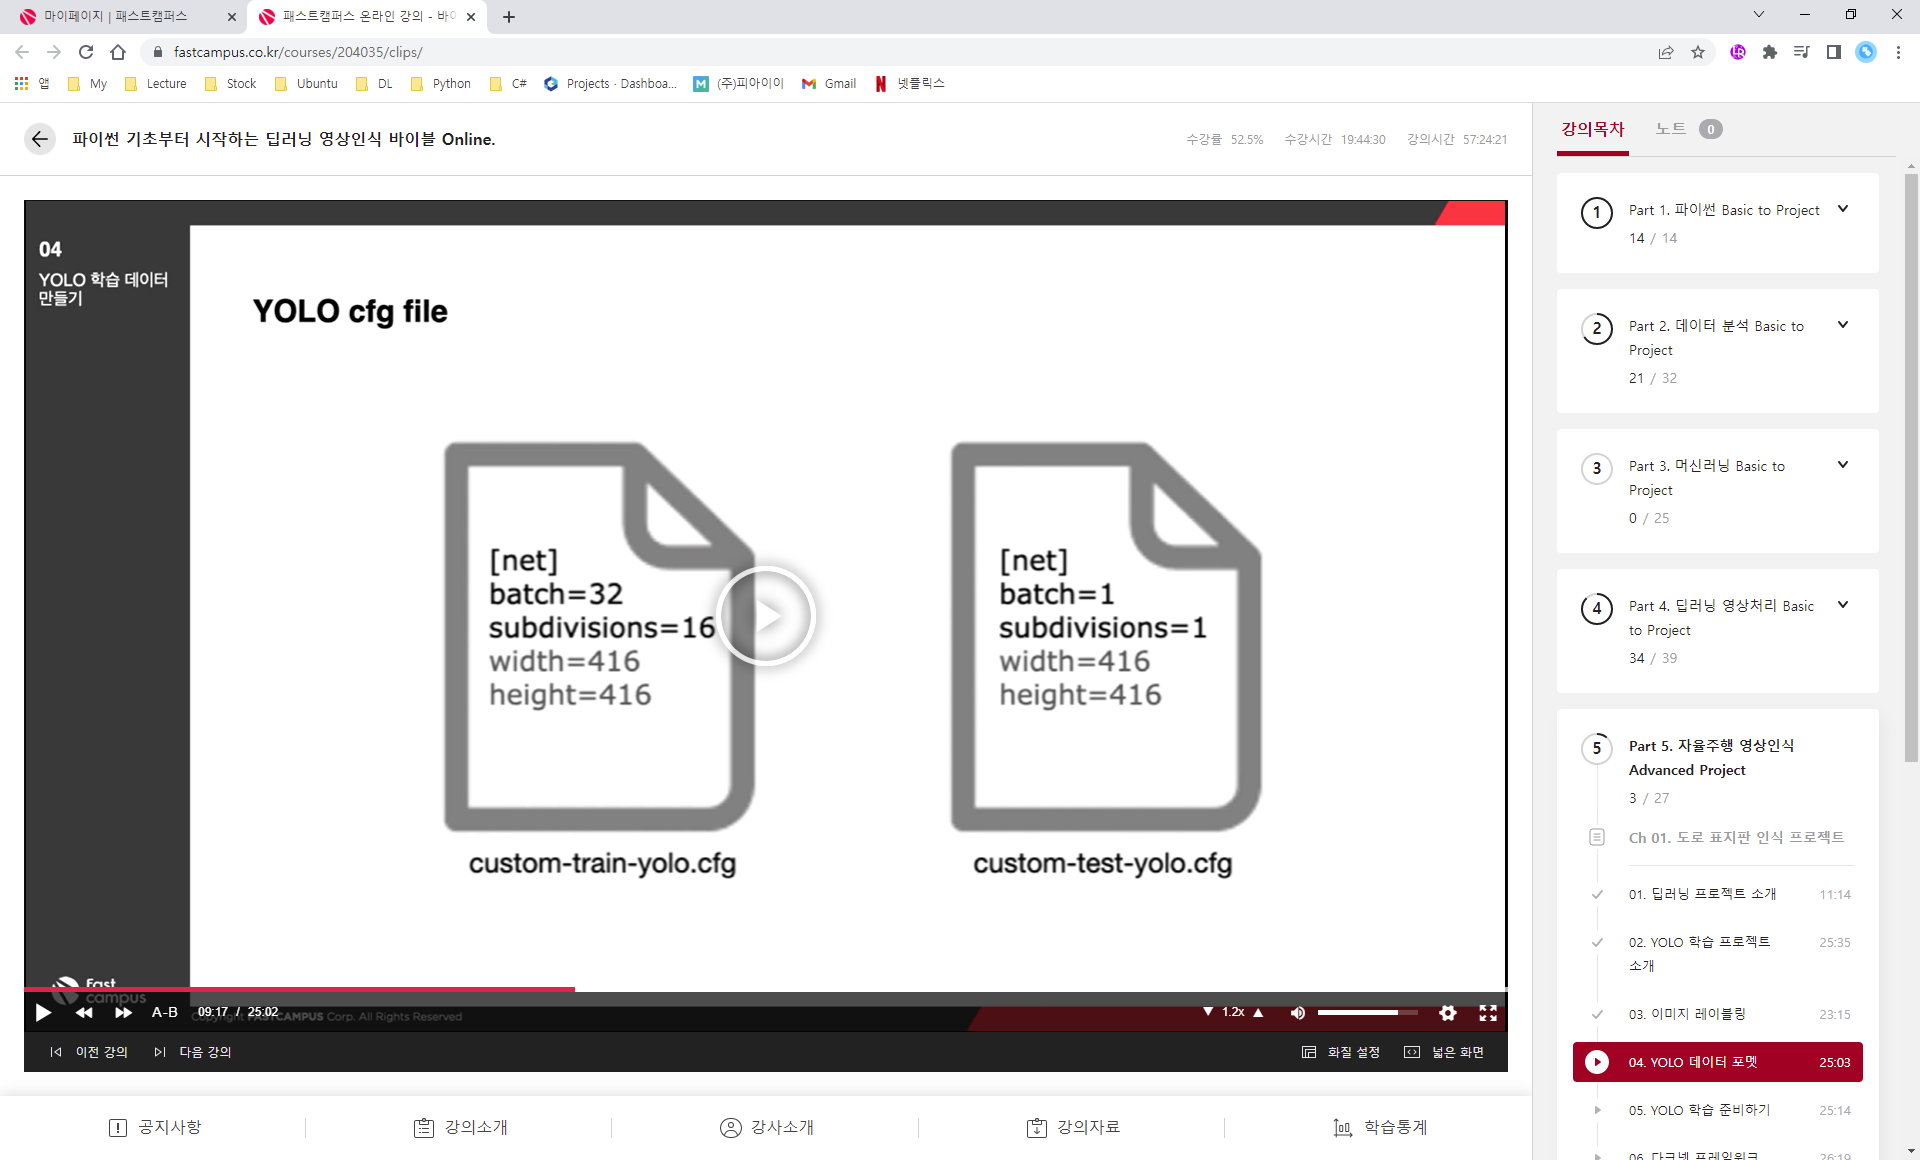 마이페이지 | 패스트캠퍼스
패스트캠퍼스 온라인 강의 - 바이
fastcampus.co.kr/courses/204035/clips/
앱 My Lecture Stock Ubuntu DL Python C# Projects · Dashboa... (주)피아이이 Gmail 넷플릭스
파이썬 기초부터 시작하는 딥러닝 영상인식 바이블 Online.
수강률 52.5% 수강시간 19:44:30 강의시간 57:24:21
04
YOLO 학습 데이터
만들기
YOLO cfg file
[net]
batch=32
subdivisions=16
width=416
height=416
custom-train-yolo.cfg
[net]
batch=1
subdivisions=1
width=416
height=416
custom-test-yolo.cfg
Fast
campus
A-B 09:17 / 25:02
Copyright FASTCAMPUS Corp. All Rights Reserved
1.2x
이전 강의 다음 강의
화질 설정 넓은 화면
공지사항 강의소개 강사소개 강의자료 학습통계
강의목차 노트 0
1 Part 1. 파이썬 Basic to Project
14 / 14
2 Part 2. 데이터 분석 Basic to
Project
21 / 32
3 Part 3. 머신러닝 Basic to
Project
0 / 25
4 Part 4. 딥러닝 영상처리 Basic
to Project
34 / 39
5 Part 5. 자율주행 영상인식
Advanced Project
3 / 27
Ch 01. 도로 표지판 인식 프로젝트
01. 딥러닝 프로젝트 소개 11:14
02. YOLO 학습 프로젝트
소개 25:35
03. 이미지 레이블링 23:15
04. YOLO 데이터 포멧 25:03
05. YOLO 학습 준비하기 25:14
06. 다크넷 프레임워크 26:19